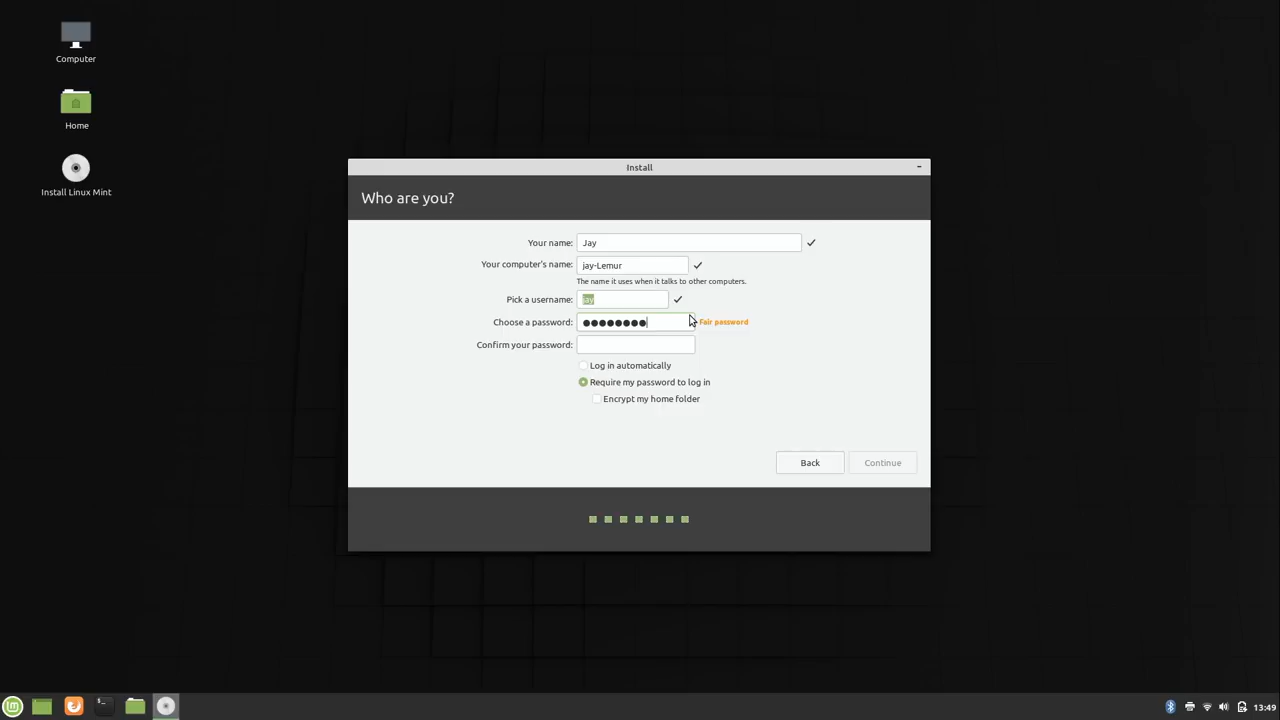 Computer
Home
Install Linux Mint
Install
Who are you?
Your name: Jay
Your computer's name: jay-Lemur
The name it uses when it talks to other computers.
Pick a username: jay
Choose a password: ●●●●●●●● Fair password
Confirm your password:
Log in automatically
Require my password to log in
Encrypt my home folder
Back Continue
13:49